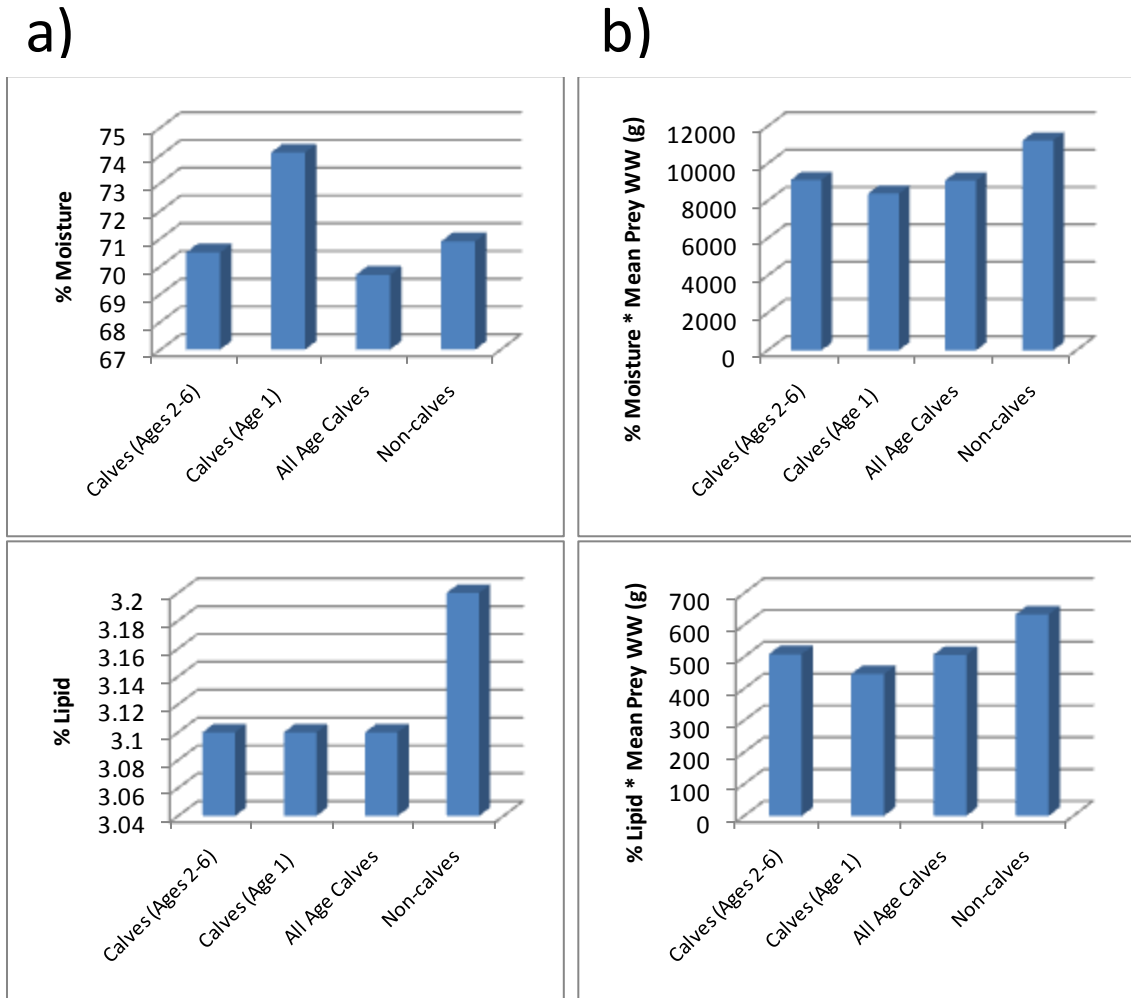 a)
b)
% Moisture
75
74
73
72
71
70
69
68
67
Calves (Ages 2-6)
Calves (Age 1)
All Age Calves
Non-calves
% Moisture * Mean Prey WW (g)
12000
10000
8000
6000
4000
2000
0
Calves (Ages 2-6)
Calves (Age 1)
All Age Calves
Non-calves
% Lipid
3.2
3.18
3.16
3.14
3.12
3.1
3.08
3.06
3.04
Calves (Ages 2-6)
Calves (Age 1)
All Age Calves
Non-calves
% Lipid * Mean Prey WW (g)
700
600
500
400
300
200
100
0
Calves (Ages 2-6)
Calves (Age 1)
All Age Calves
Non-calves